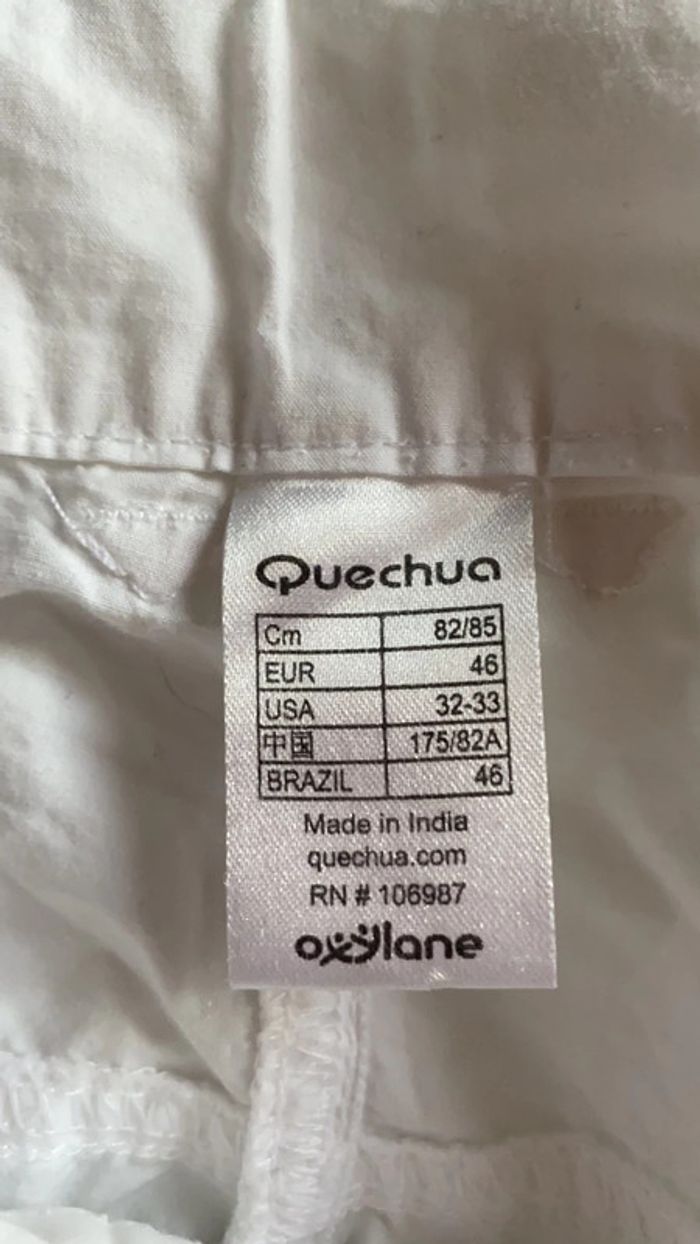 Quechua
Cm 82/85
EUR 46
USA 32-33
中国 175/82A
BRAZIL 46
Made in India
quechua.com
RN # 106987
oxylane